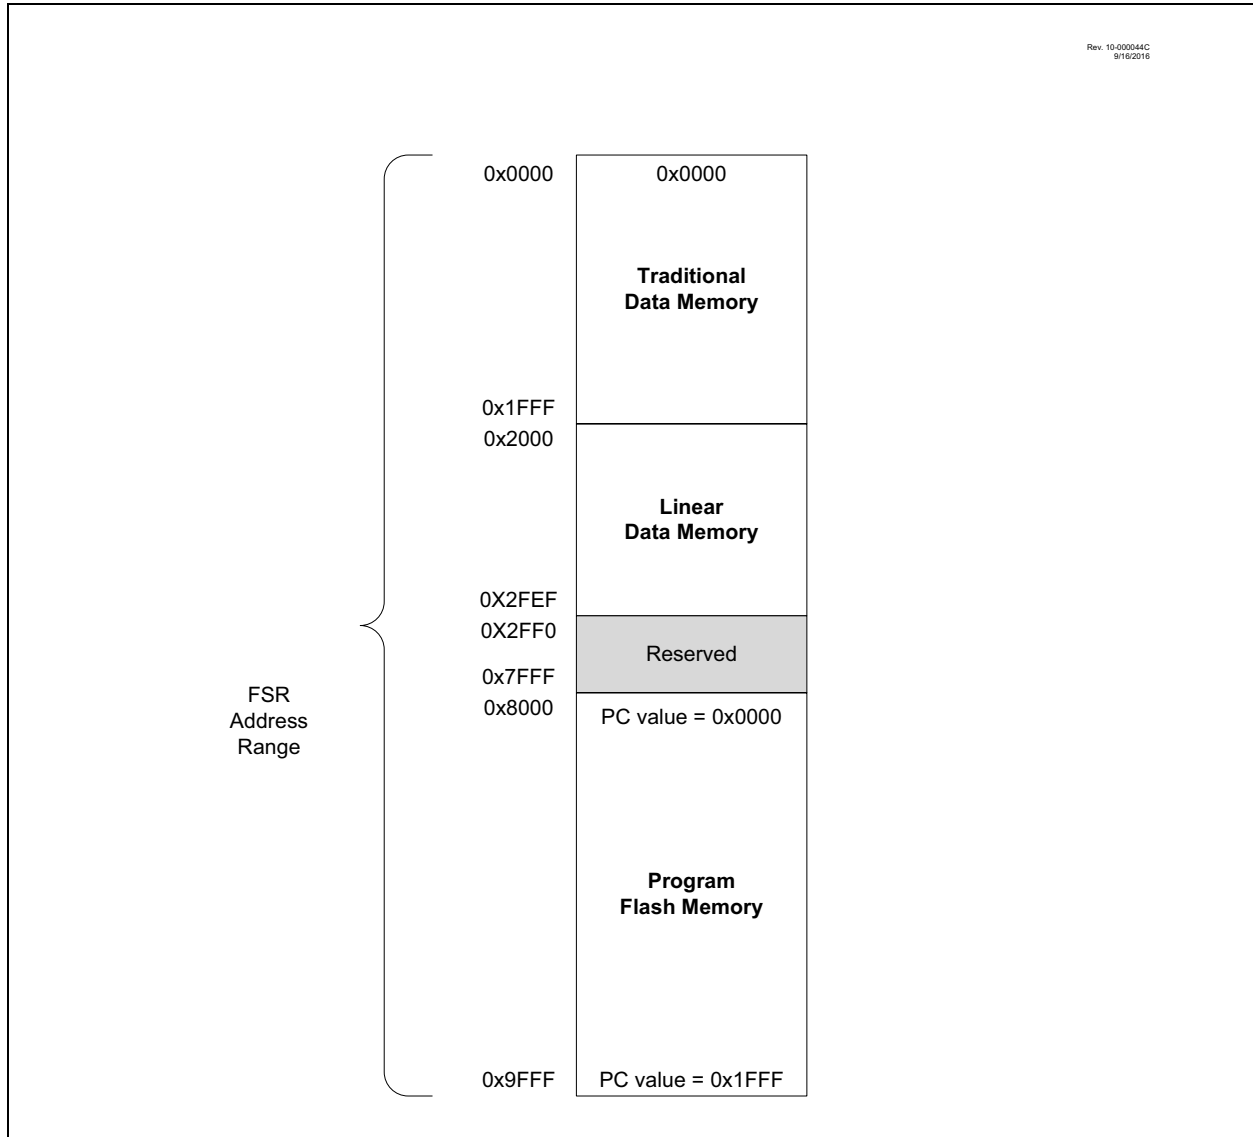 Rev. 10-000044C
9/16/2016
0x0000
0x0000
Traditional
Data Memory
0x1FFF
0x2000
Linear
Data Memory
0X2FEF
0X2FF0
Reserved
0x7FFF
0x8000
PC value = 0x0000
FSR
Address
Range
Program
Flash Memory
0x9FFF
PC value = 0x1FFF